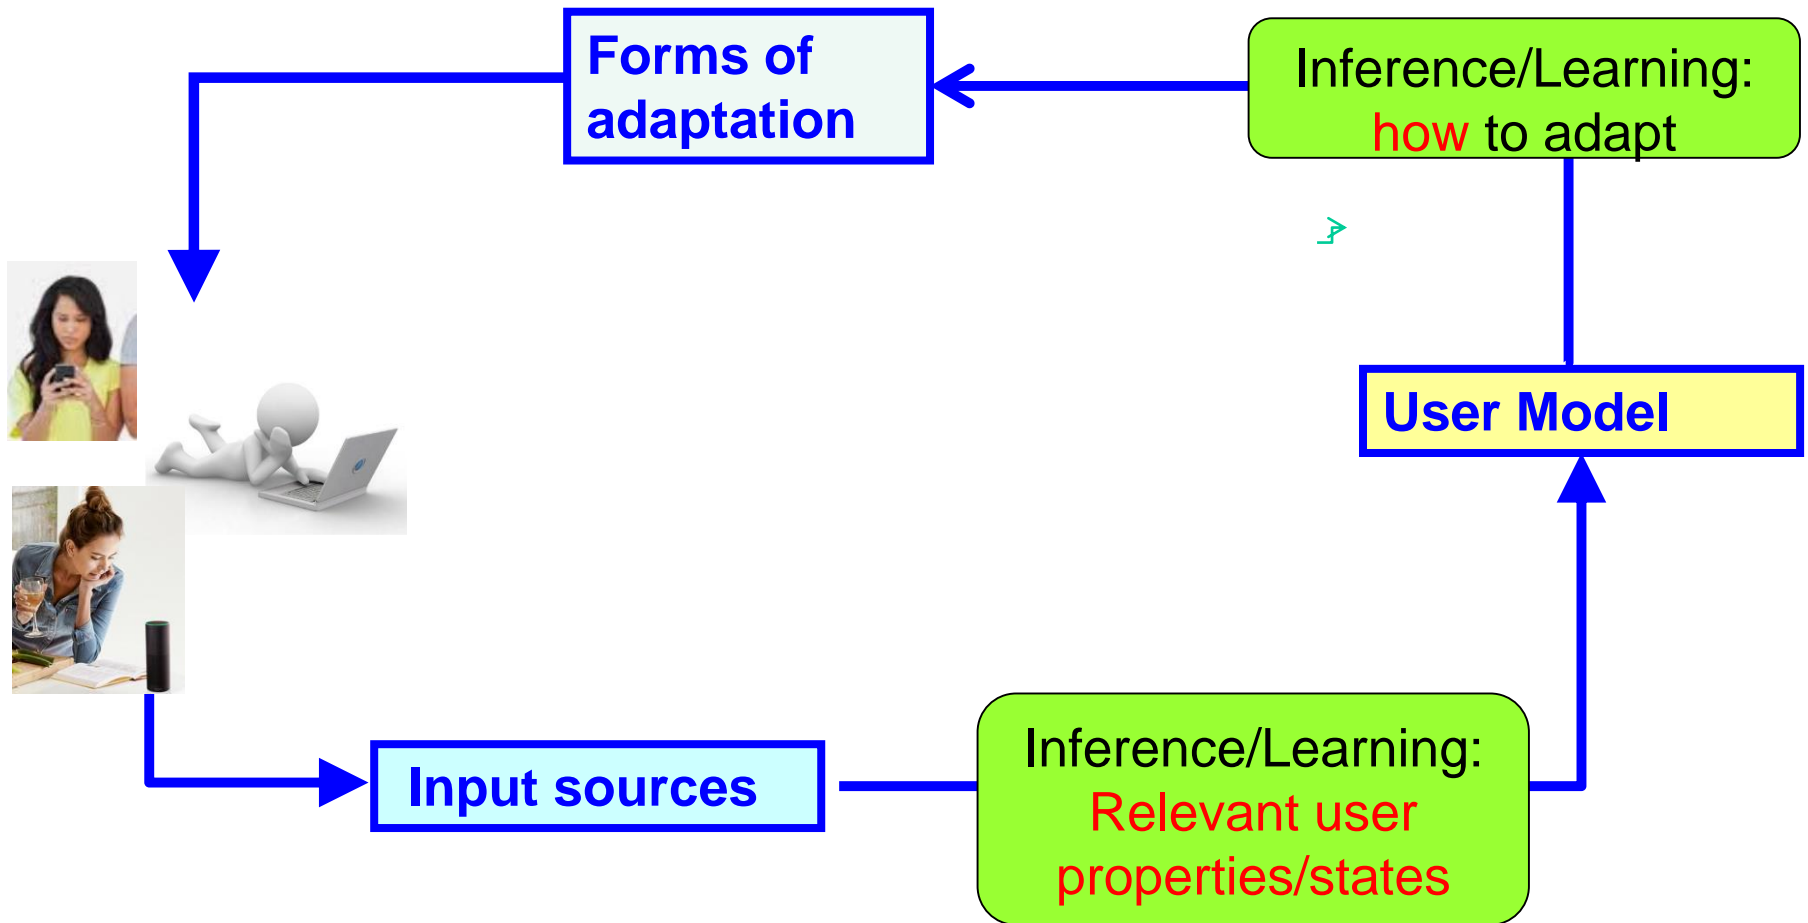 Forms of
adaptation
Inference/Learning:
how to adapt
User Model
Input sources
Inference/Learning:
Relevant user
properties/states